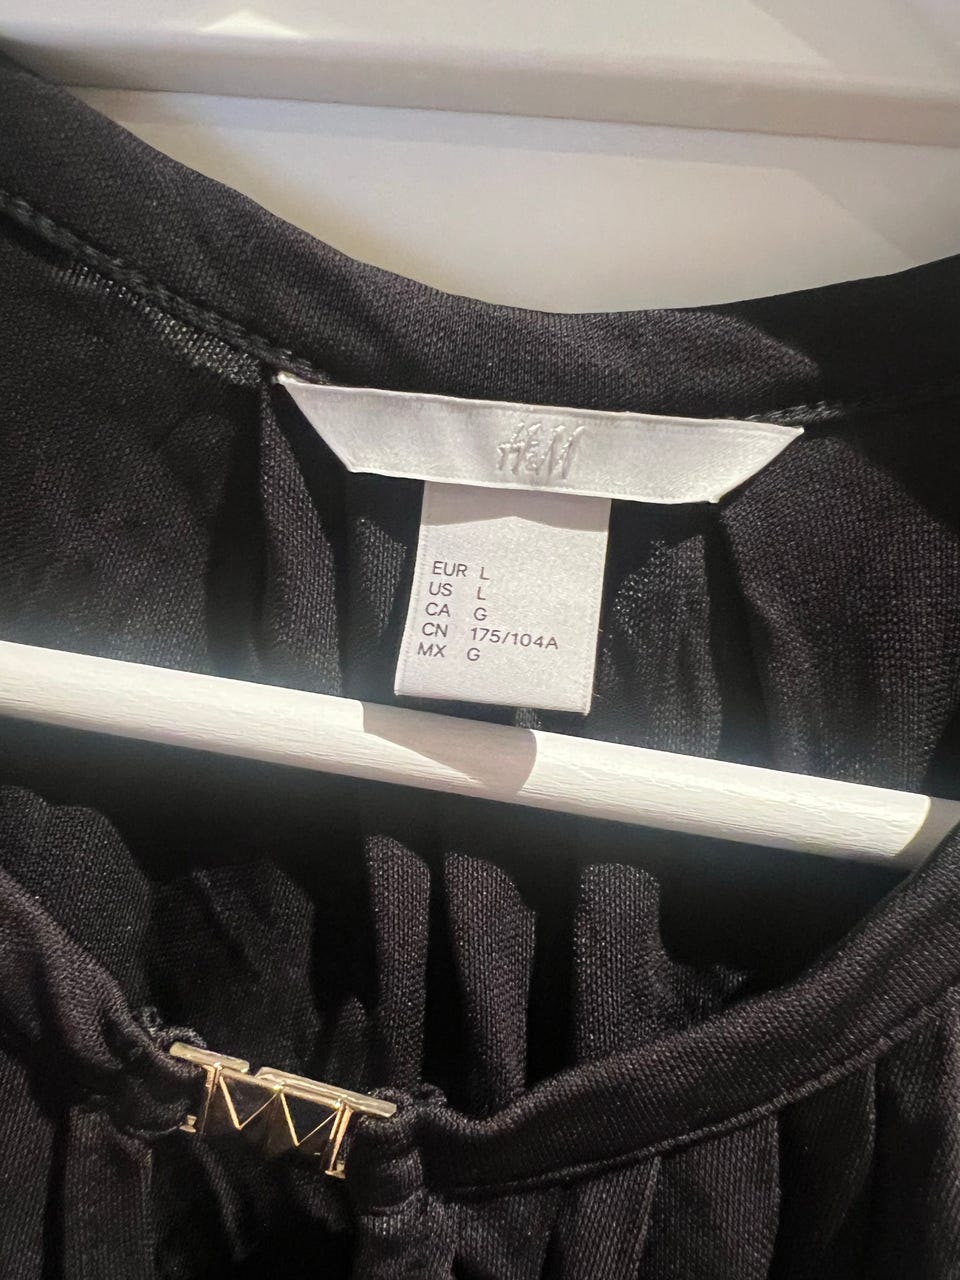 H&M
EUR L
US L
CA G
CN 175/104A
MX G